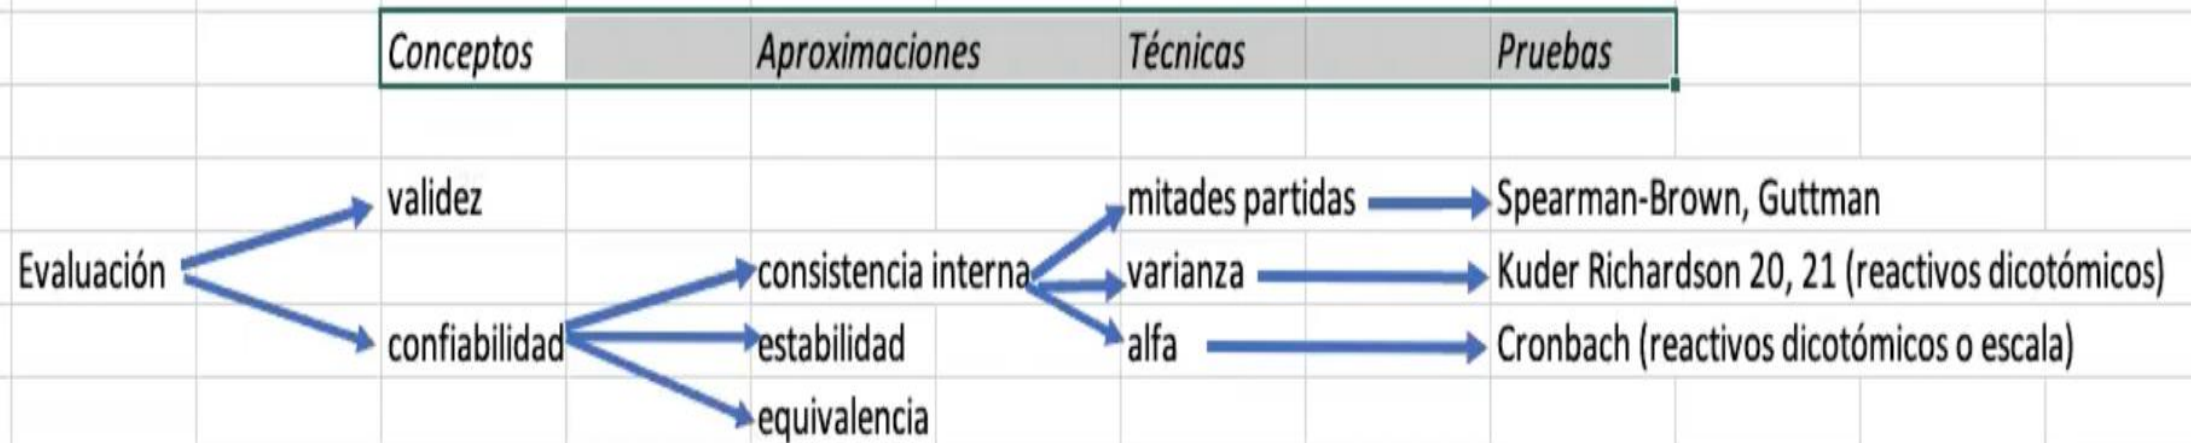 Conceptos Aproximaciones Técnicas Pruebas
validez mitades partidas Spearman-Brown, Guttman
Evaluación consistencia interna varianza Kuder Richardson 20, 21 (reactivos dicotómicos)
confiabilidad estabilidad alfa Cronbach (reactivos dicotómicos o escala)
equivalencia